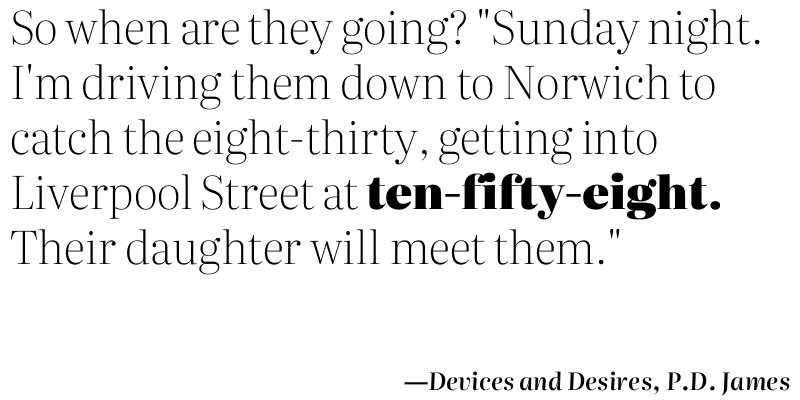 So when are they going? "Sunday night.
I'm driving them down to Norwich to
catch the eight-thirty, getting into
Liverpool Street at ten-fifty-eight.
Their daughter will meet them."
—Devices and Desires, P.D. James